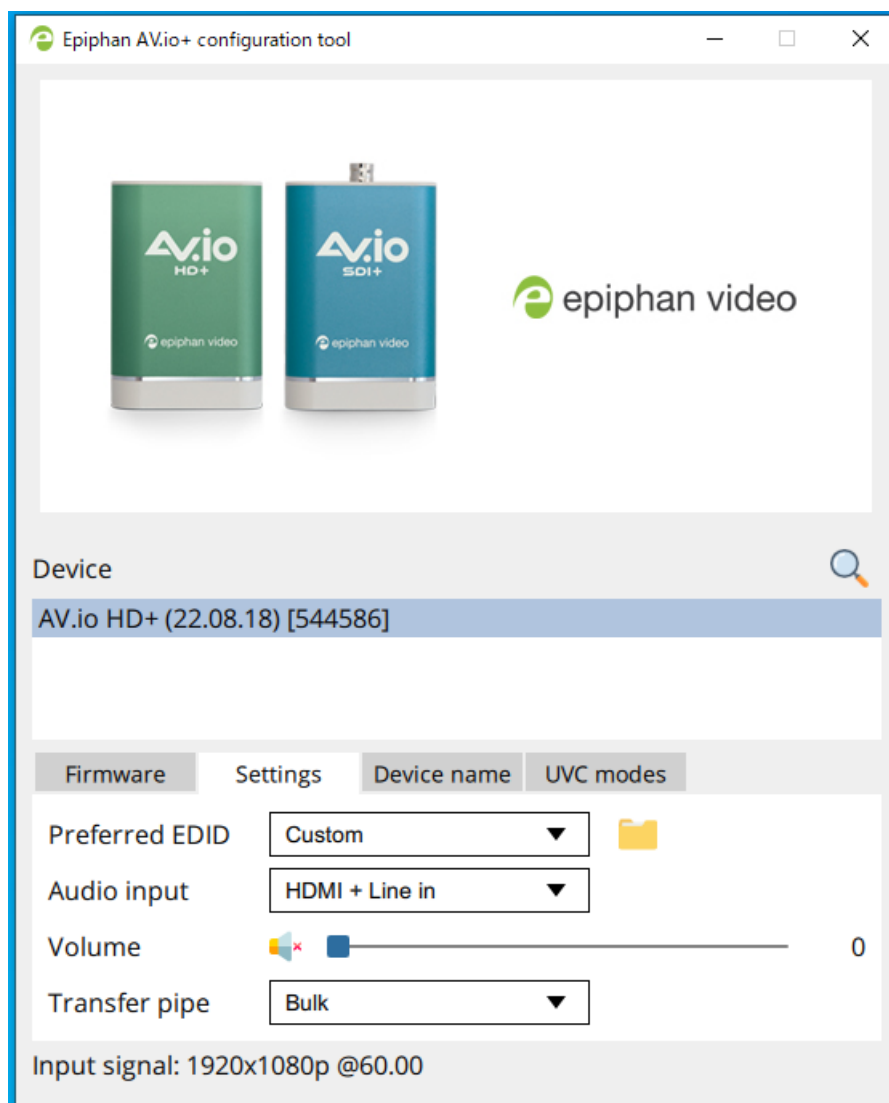 Epiphan AV.io+ configuration tool
AV.io
HD+
epiphan video
AV.io
SDI+
epiphan video
epiphan video
Device
AV.io HD+ (22.08.18) [544586]
Firmware Settings Device name UVC modes
Preferred EDID Custom
Audio input HDMI + Line in
Volume 0
Transfer pipe Bulk
Input signal: 1920x1080p @60.00